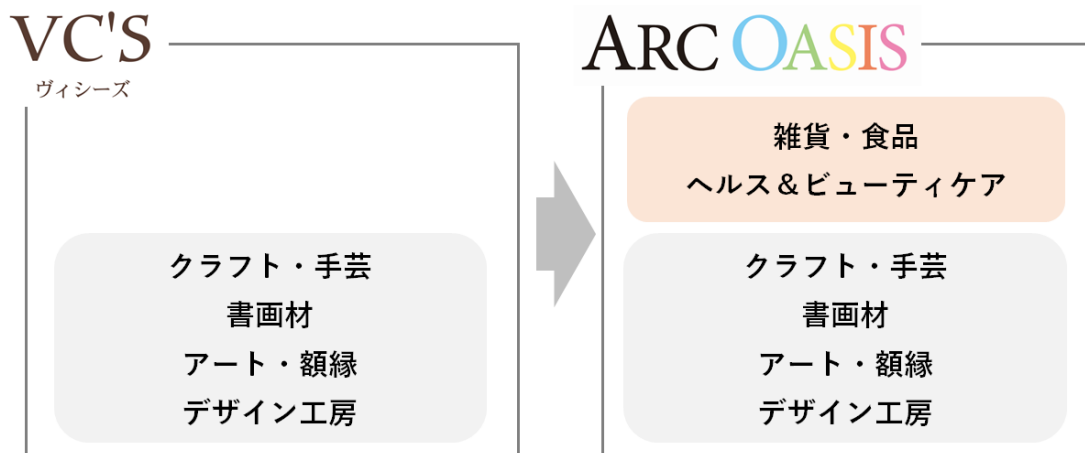 VC'S
ヴィシーズ
クラフト・手芸
書画材
アート・額縁
デザイン工房
ARC OASIS
雑貨・食品
ヘルス＆ビューティケア
クラフト・手芸
書画材
アート・額縁
デザイン工房